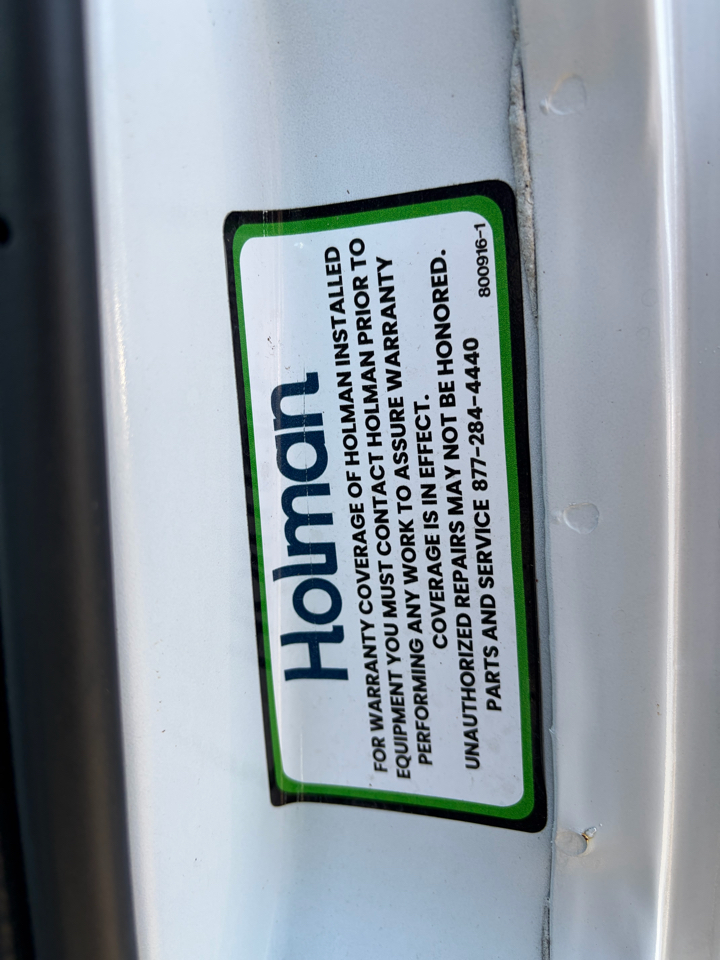 Holman
FOR WARRANTY COVERAGE OF HOLMAN INSTALLED
EQUIPMENT YOU MUST CONTACT HOLMAN PRIOR TO
PERFORMING ANY WORK TO ASSURE WARRANTY
COVERAGE IS IN EFFECT.
UNAUTHORIZED REPAIRS MAY NOT BE HONORED.
PARTS AND SERVICE 877-284-4440
800916-1